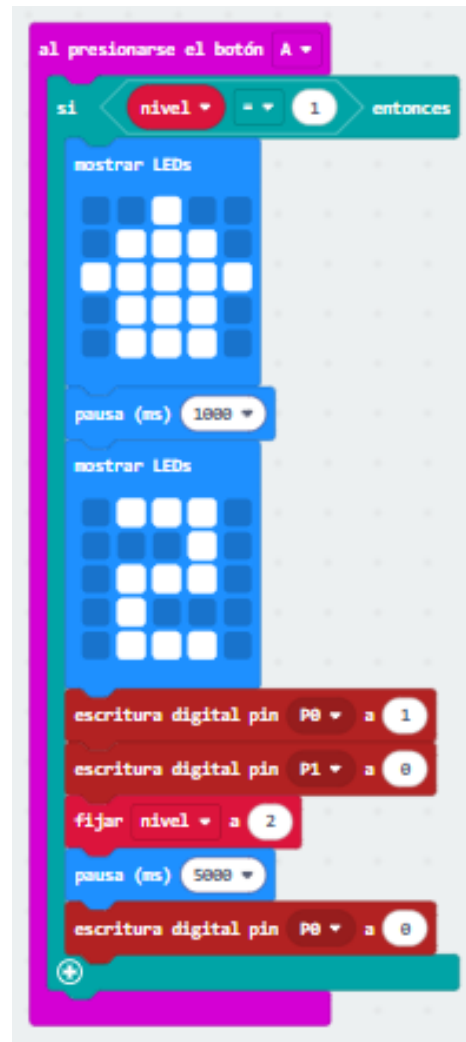 al presionarse el botón A
si nivel = 1 entonces
mostrar LEDs
pausa (ms) 1000
mostrar LEDs
escritura digital pin P0 a 1
escritura digital pin P1 a 0
fijar nivel a 2
pausa (ms) 5000
escritura digital pin P0 a 0